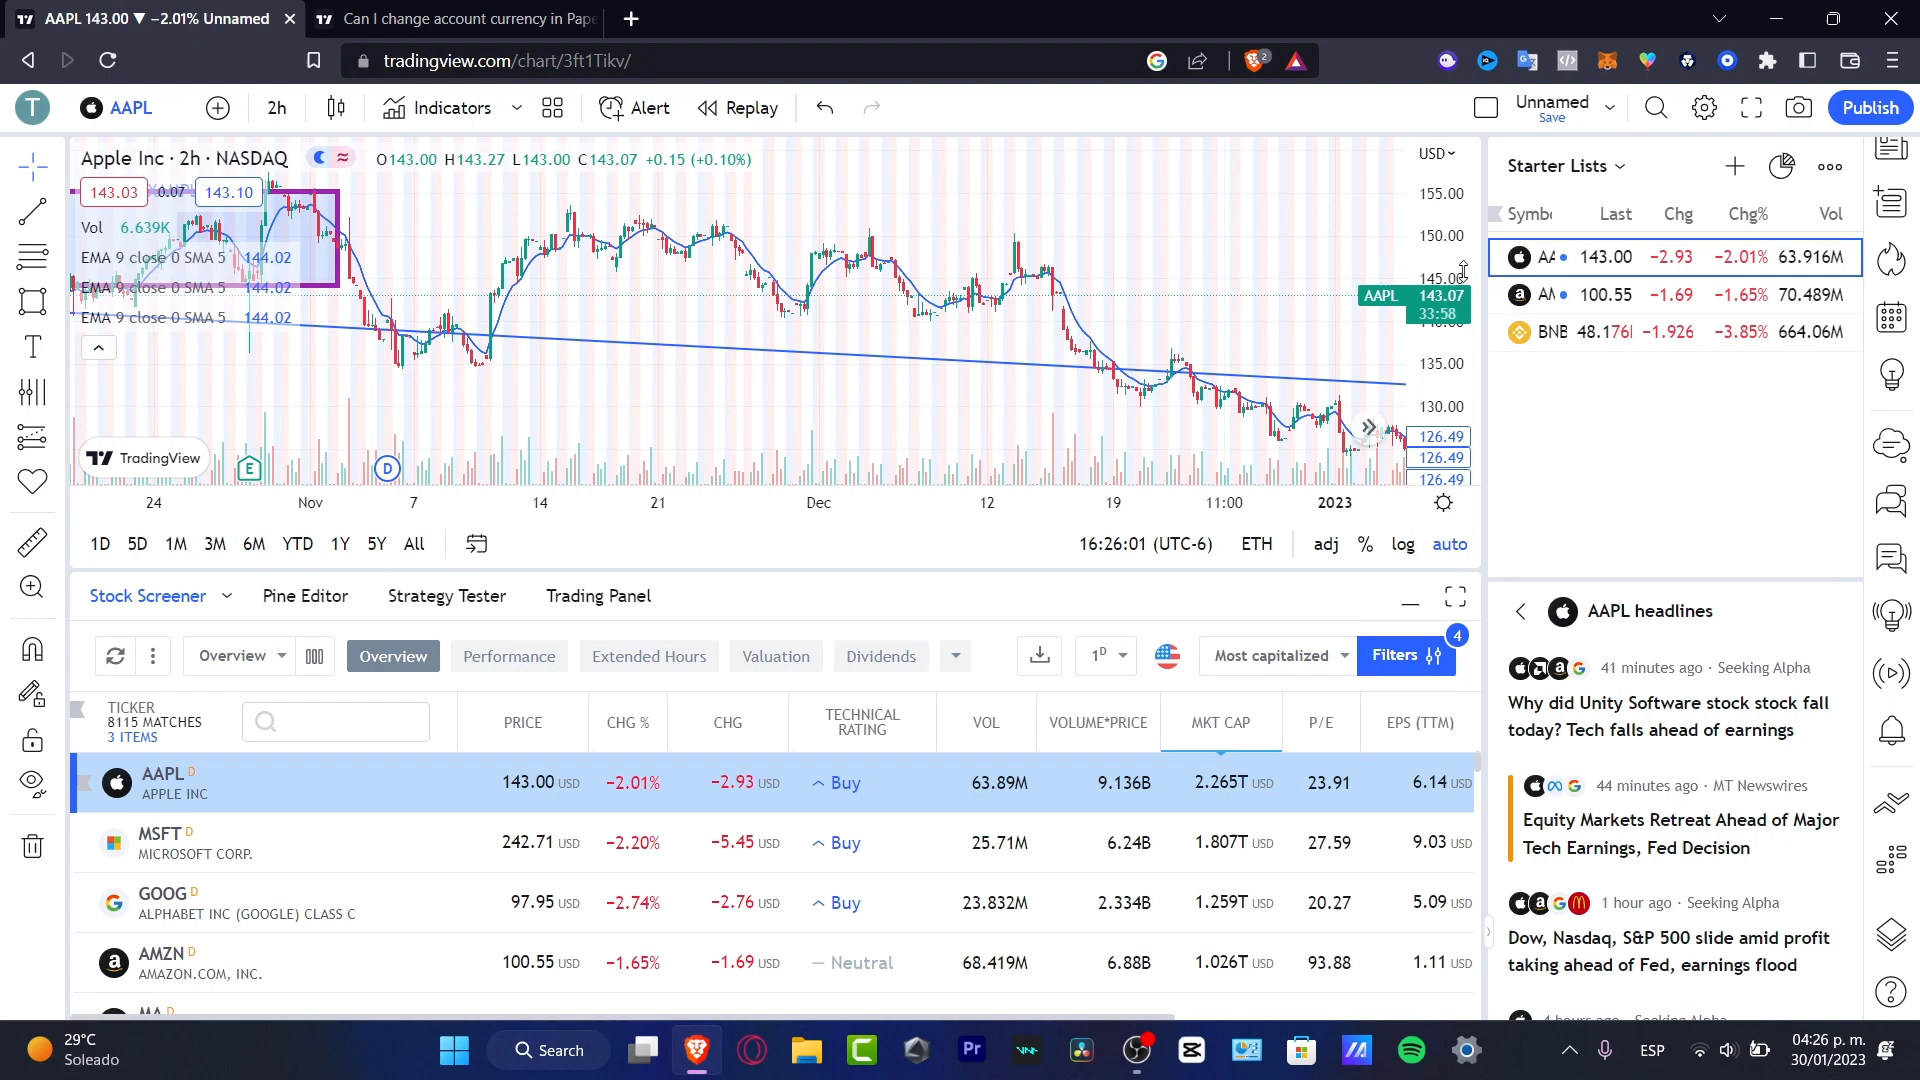 AAPL 143.00 ▼ −2.01% Unnamed
Can I change account currency in Pape
tradingview.com/chart/3ft1Tikv/
2
T
AAPL
2h
Indicators
Alert
Replay
Unnamed
Save
Publish
Apple Inc · 2h · NASDAQ
O143.00 H143.27 L143.00 C143.07 +0.15 (+0.10%)
143.03
0.07
143.10
Vol 6.639K
EMA 9 close 0 SMA 5 144.02
EMA 9 close 0 SMA 5 144.02
EMA 9 close 0 SMA 5 144.02
USD
155.00
150.00
145.00
AAPL 143.07
33:58
140.00
135.00
130.00
126.49
126.49
126.49
TradingView
E
D
24 Nov 7 14 21 Dec 12 19 11:00 2023
1D 5D 1M 3M 6M YTD 1Y 5Y All
16:26:01 (UTC-6) ETH adj % log auto
Starter Lists
Symb Last Chg Chg% Vol
AA 143.00 −2.93 −2.01% 63.916M
AM 100.55 −1.69 −1.65% 70.489M
BNB 48.176 −1.926 −3.85% 664.06M
Stock Screener Pine Editor Strategy Tester Trading Panel
Overview
Overview Performance Extended Hours Valuation Dividends
1D
Most capitalized
Filters
4
TICKER
8115 MATCHES
3 ITEMS
PRICE CHG % CHG TECHNICAL RATING VOL VOLUME*PRICE MKT CAP P/E EPS (TTM)
AAPL D 143.00 USD −2.01% −2.93 USD Buy 63.89M 9.136B 2.265T USD 23.91 6.14 USD
APPLE INC
MSFT D 242.71 USD −2.20% −5.45 USD Buy 25.71M 6.24B 1.807T USD 27.59 9.03 USD
MICROSOFT CORP.
GOOG D 97.95 USD −2.74% −2.76 USD Buy 23.832M 2.334B 1.259T USD 20.27 5.09 USD
ALPHABET INC (GOOGLE) CLASS C
AMZN D 100.55 USD −1.65% −1.69 USD — Neutral 68.419M 6.88B 1.026T USD 93.88 1.11 USD
AMAZON.COM, INC.
MA D
AAPL headlines
41 minutes ago · Seeking Alpha
Why did Unity Software stock stock fall
today? Tech falls ahead of earnings
44 minutes ago · MT Newswires
Equity Markets Retreat Ahead of Major
Tech Earnings, Fed Decision
1 hour ago · Seeking Alpha
Dow, Nasdaq, S&P 500 slide amid profit
taking ahead of Fed, earnings flood
4 hours ago · Seeking Alpha
29°C
Soleado
Search
Pr
ESP
04:26 p. m.
30/01/2023